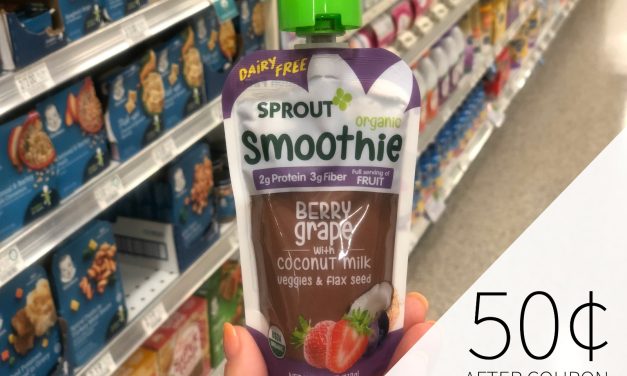 DAIRY FREE
SPROUT
organic
Smoothie
2g Protein 3g Fiber
Full serving of
FRUIT
BERRY
grape
with
COCONUT MILK
veggies & flax seed
50¢
AFTER COUPON